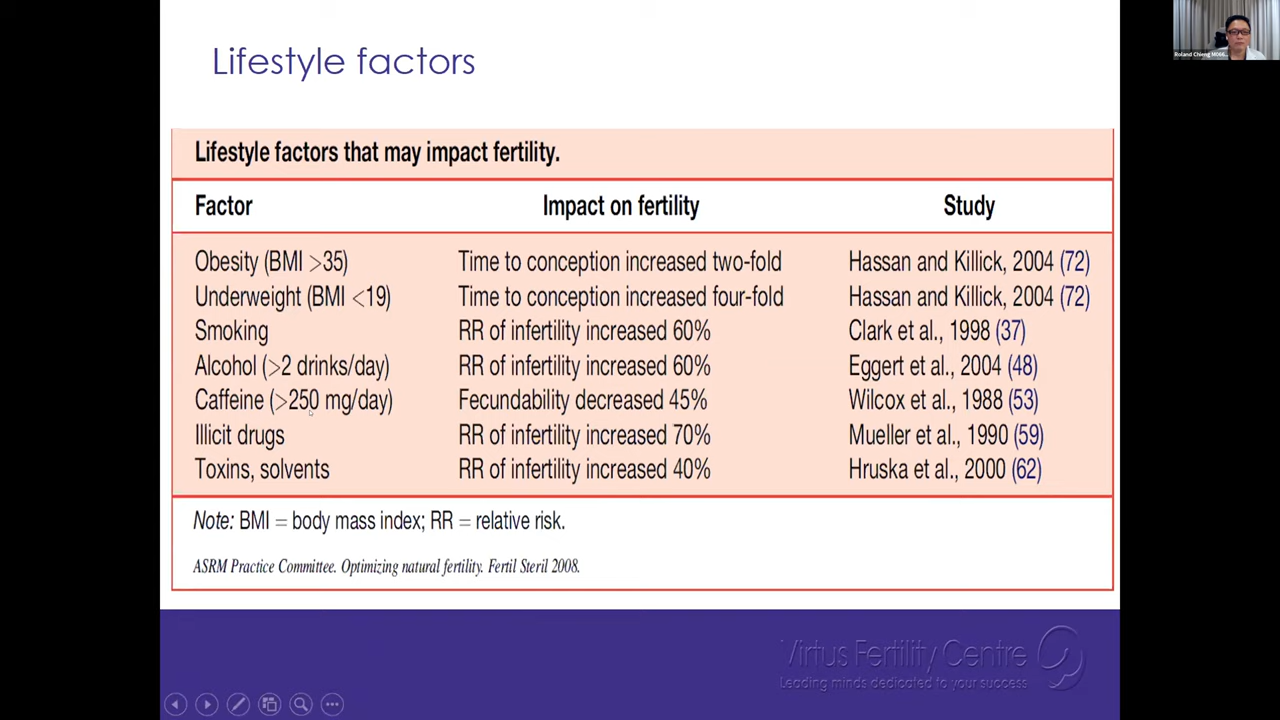 Lifestyle factors
Roland Chieng
Lifestyle factors that may impact fertility.
Factor Impact on fertility Study
Obesity (BMI >35) Time to conception increased two-fold Hassan and Killick, 2004 (72)
Underweight (BMI <19) Time to conception increased four-fold Hassan and Killick, 2004 (72)
Smoking RR of infertility increased 60% Clark et al., 1998 (37)
Alcohol (>2 drinks/day) RR of infertility increased 60% Eggert et al., 2004 (48)
Caffeine (>250 mg/day) Fecundability decreased 45% Wilcox et al., 1988 (53)
Illicit drugs RR of infertility increased 70% Mueller et al., 1990 (59)
Toxins, solvents RR of infertility increased 40% Hruska et al., 2000 (62)
Note: BMI = body mass index; RR = relative risk.
ASRM Practice Committee. Optimizing natural fertility. Fertil Steril 2008.
Virtus Fertility Centre
Leading minds dedicated to your success